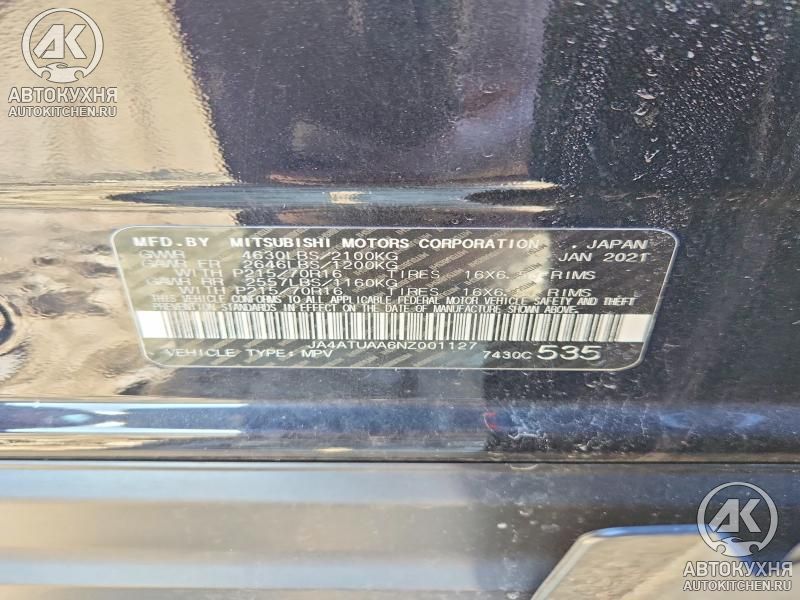 AK
АВТОКУХНЯ
AUTOKITCHEN.RU
MFD. BY MITSUBISHI MOTORS CORPORATION . JAPAN
GVWR 4630LBS/2100KG JAN 2021
GAWR FR 2646LBS/1200KG
WITH P215/70R16 TIRES 16X6. RIMS
GAWR RR 2557LBS/1160KG
WITH P215/70R16 TIRES 16X6. RIMS
THIS VEHICLE CONFORMS TO ALL APPLICABLE FEDERAL MOTOR VEHICLE SAFETY AND THEFT
PREVENTION STANDARDS IN EFFECT ON THE DATE OF MANUFACTURE SHOWN ABOVE.
JA4ATUAA6NZ001127
VEHICLE TYPE: MPV 7430C 535
AK
АВТОКУХНЯ
AUTOKITCHEN.RU